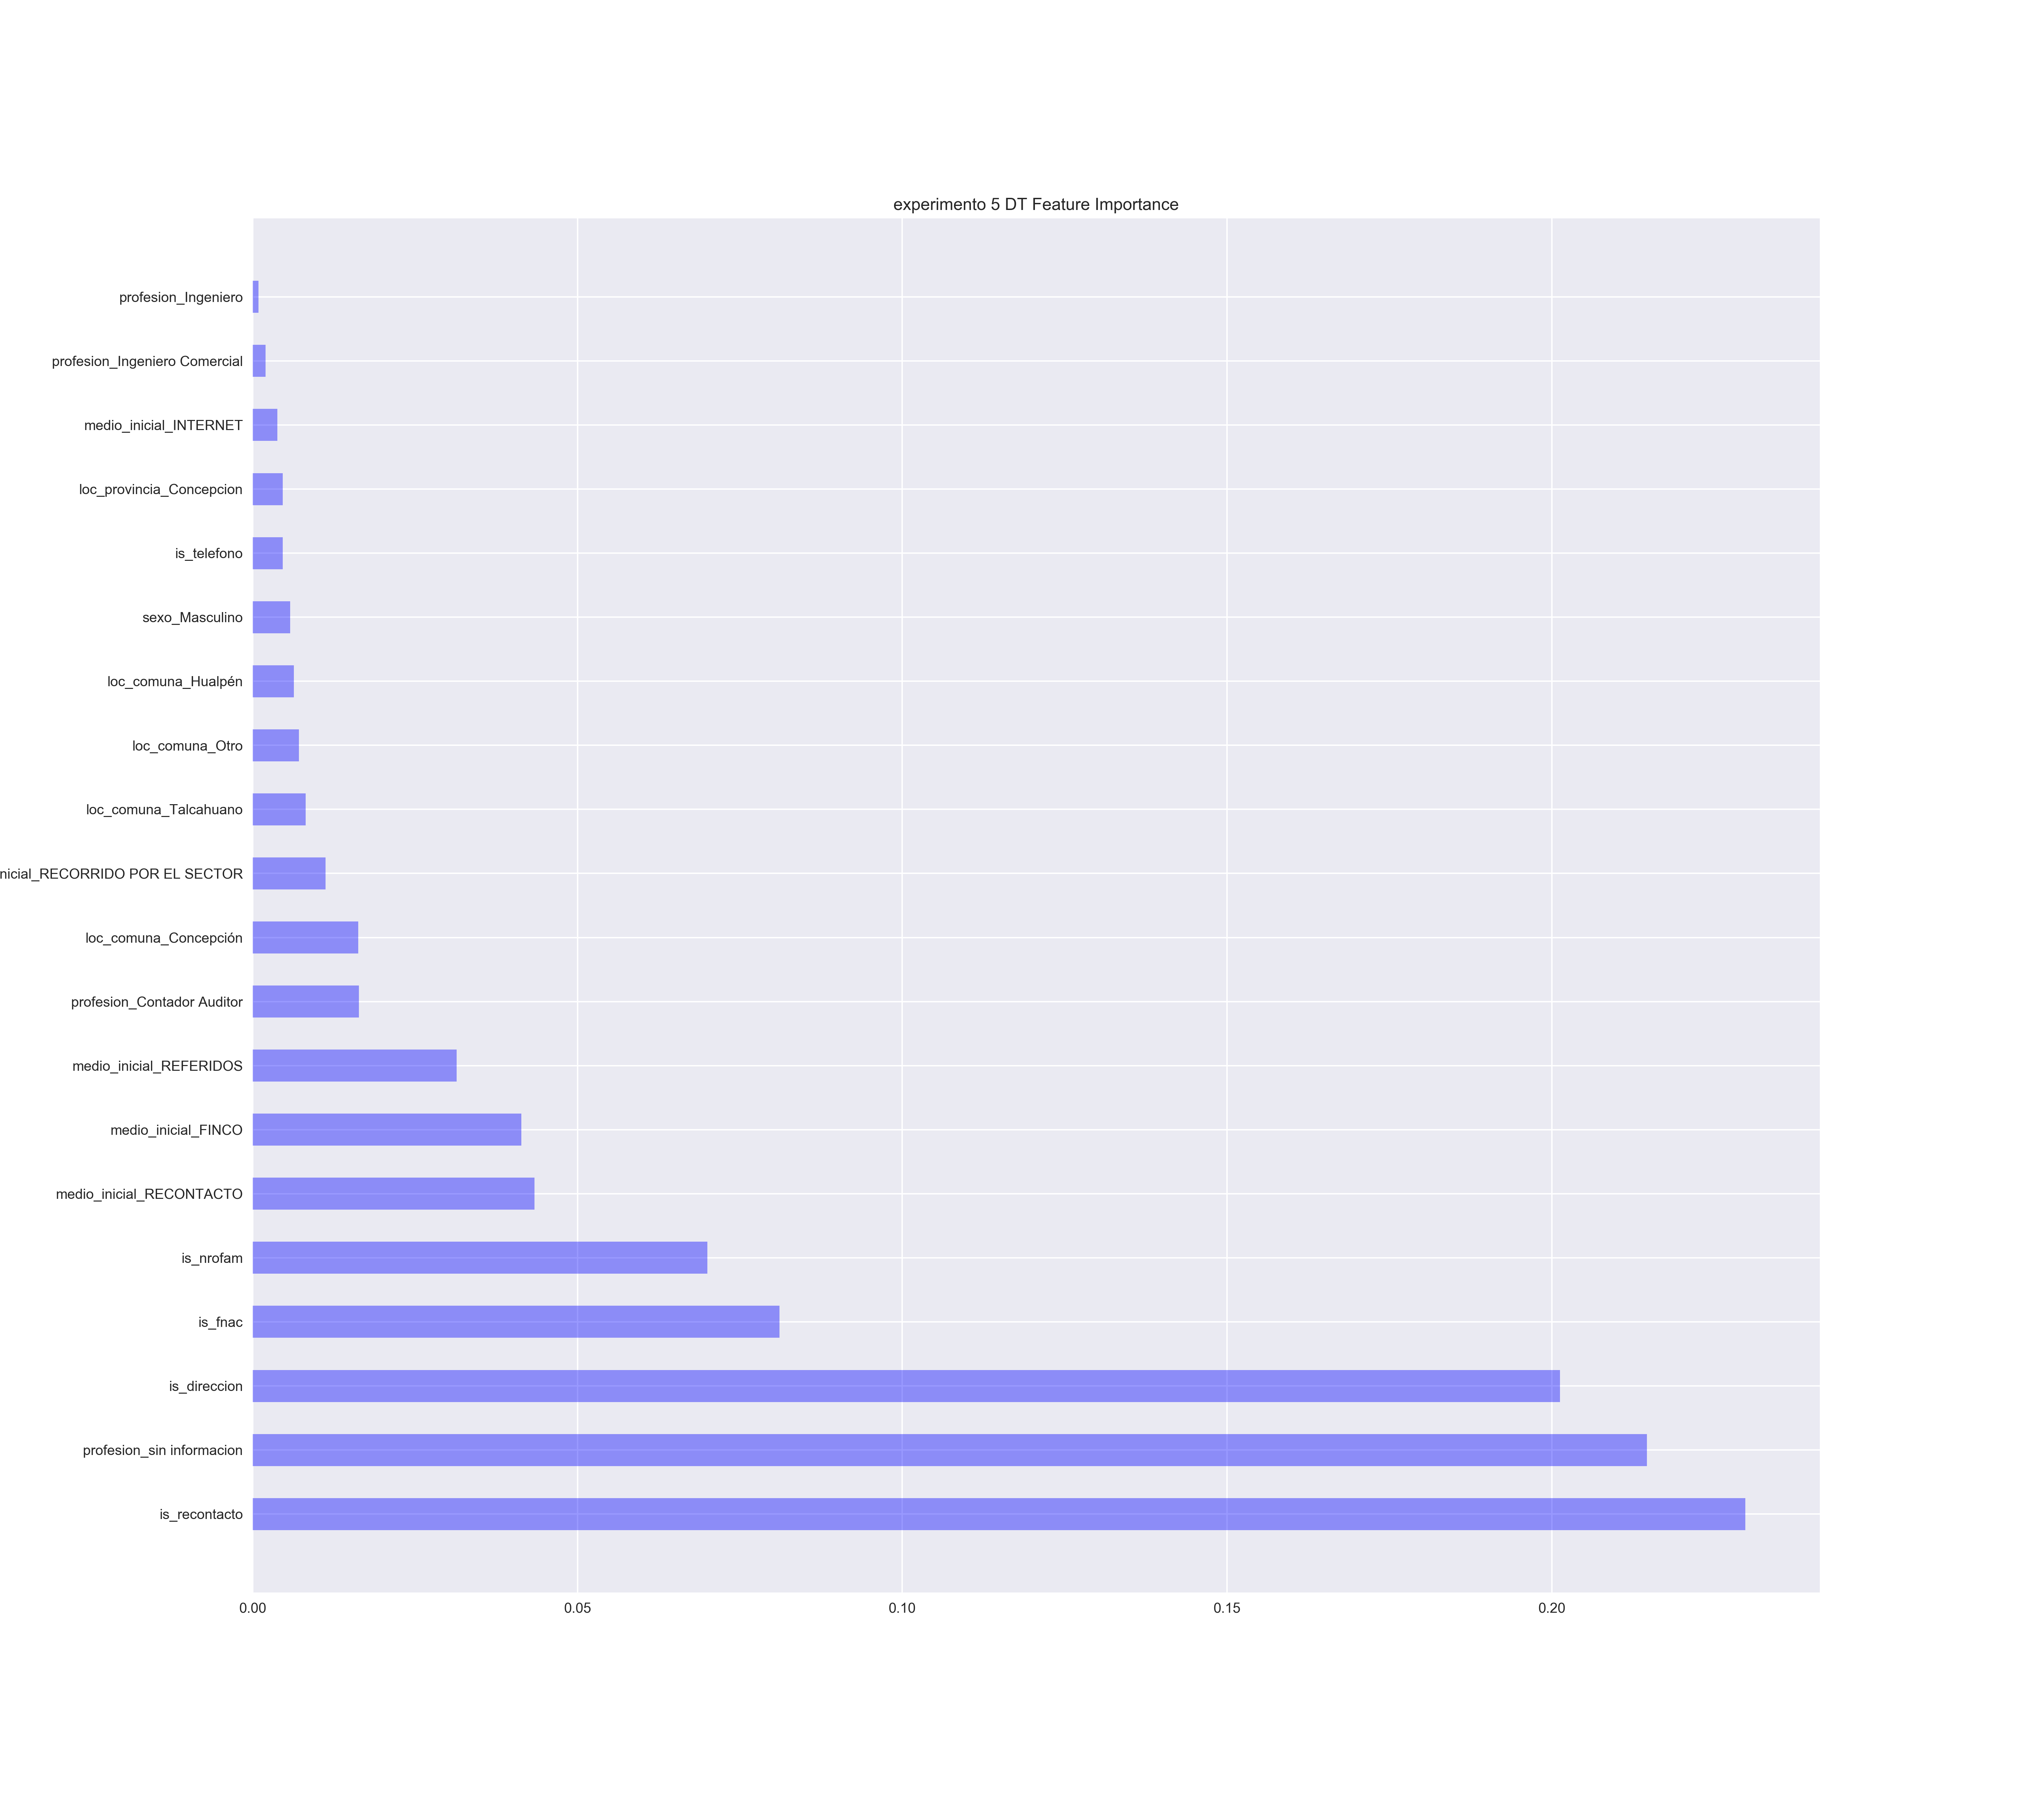 experimento 5 DT Feature Importance
profesion_Ingeniero
profesion_Ingeniero Comercial
medio_inicial_INTERNET
loc_provincia_Concepcion
is_telefono
sexo_Masculino
loc_comuna_Hualpén
loc_comuna_Otro
loc_comuna_Talcahuano
nicial_RECORRIDO POR EL SECTOR
loc_comuna_Concepción
profesion_Contador Auditor
medio_inicial_REFERIDOS
medio_inicial_FINCO
medio_inicial_RECONTACTO
is_nrofam
is_fnac
is_direccion
profesion_sin informacion
is_recontacto
0.00 0.05 0.10 0.15 0.20